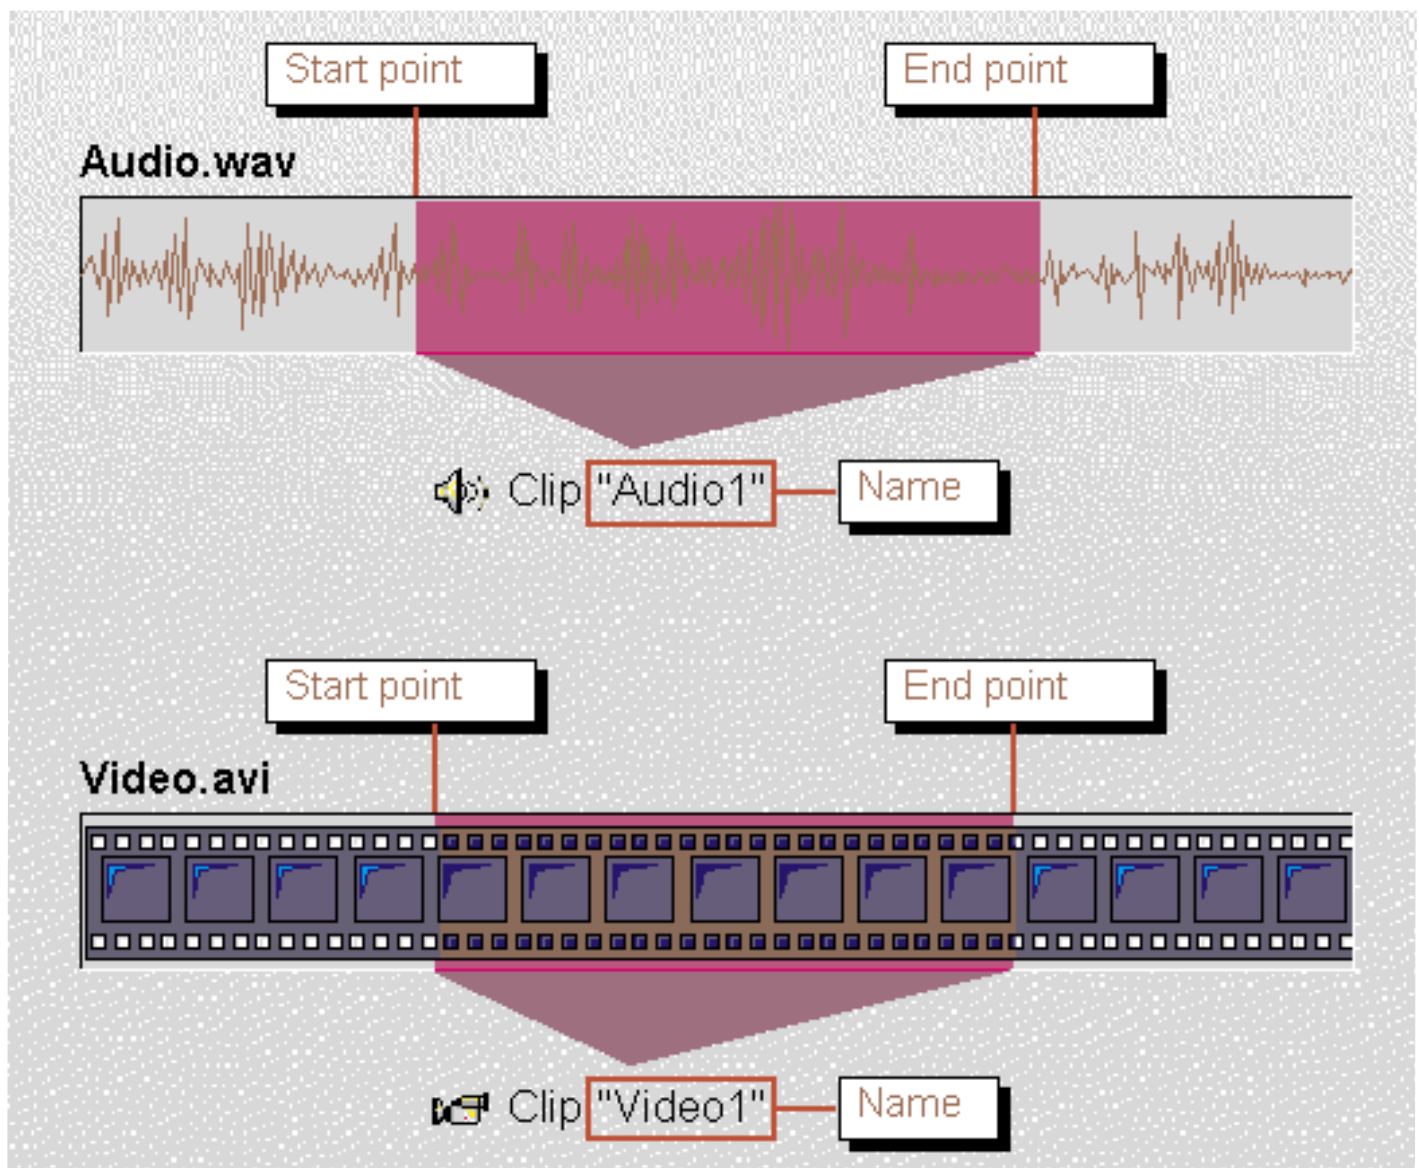 Start point
End point
Audio.wav
Clip "Audio1"
Name
Start point
End point
Video.avi
Clip "Video1"
Name